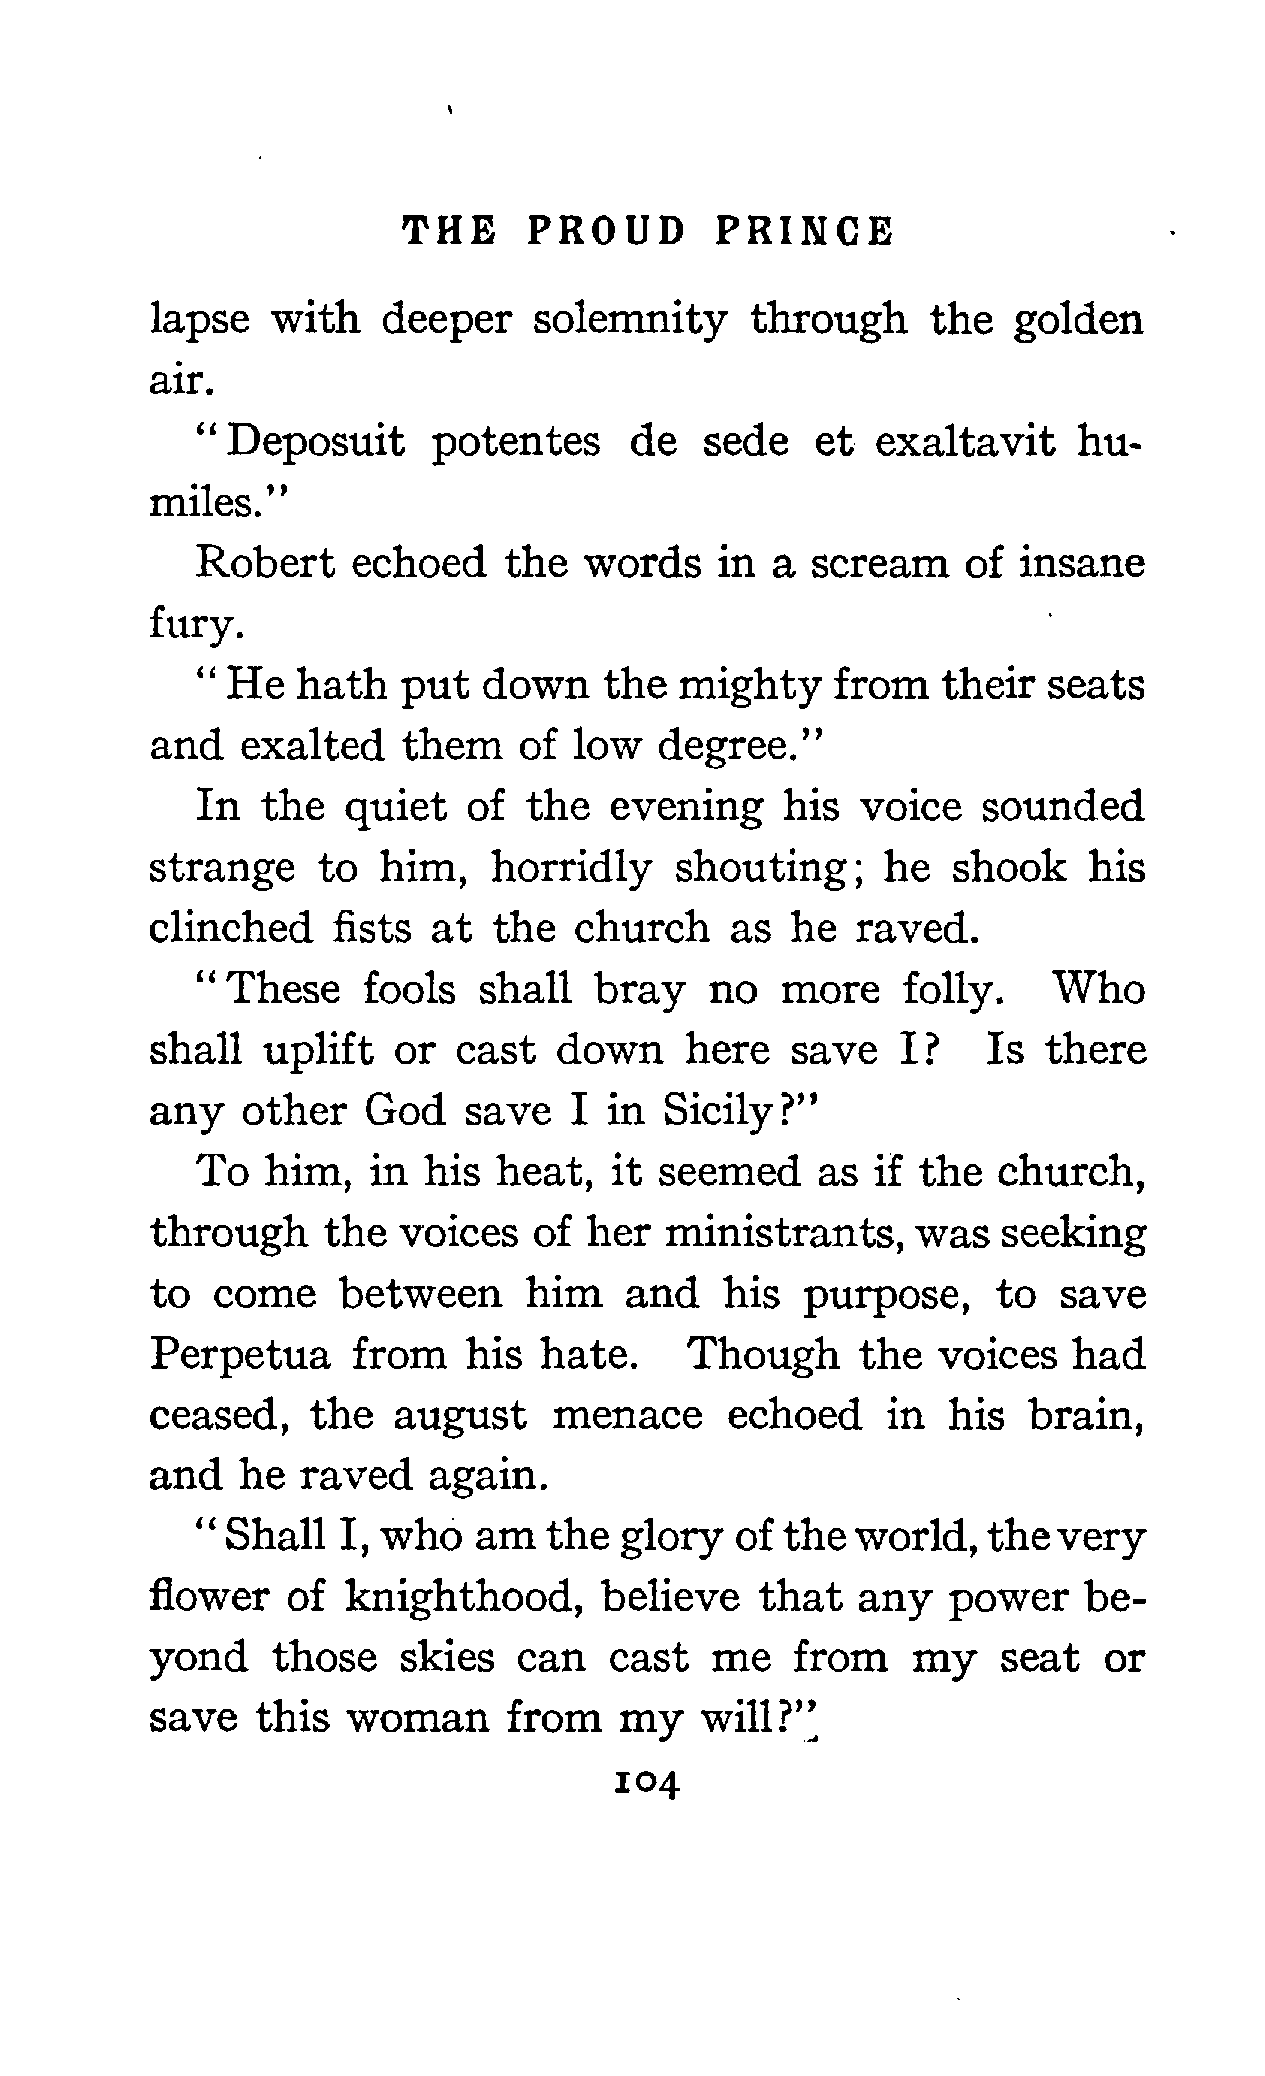 THE PROUD PRINCE
lapse with deeper solemnity through the golden
air.
"Deposuit potentes de sede et exaltavit hu-
miles."
Robert echoed the words in a scream of insane
fury.
"He hath put down the mighty from their seats
and exalted them of low degree."
In the quiet of the evening his voice sounded
strange to him, horridly shouting; he shook his
clinched fists at the church as he raved.
"These fools shall bray no more folly. Who
shall uplift or cast down here save I? Is there
any other God save I in Sicily?"
To him, in his heat, it seemed as if the church,
through the voices of her ministrants, was seeking
to come between him and his purpose, to save
Perpetua from his hate. Though the voices had
ceased, the august menace echoed in his brain,
and he raved again.
"Shall I, who am the glory of the world, the very
flower of knighthood, believe that any power be-
yond those skies can cast me from my seat or
save this woman from my will?"
104